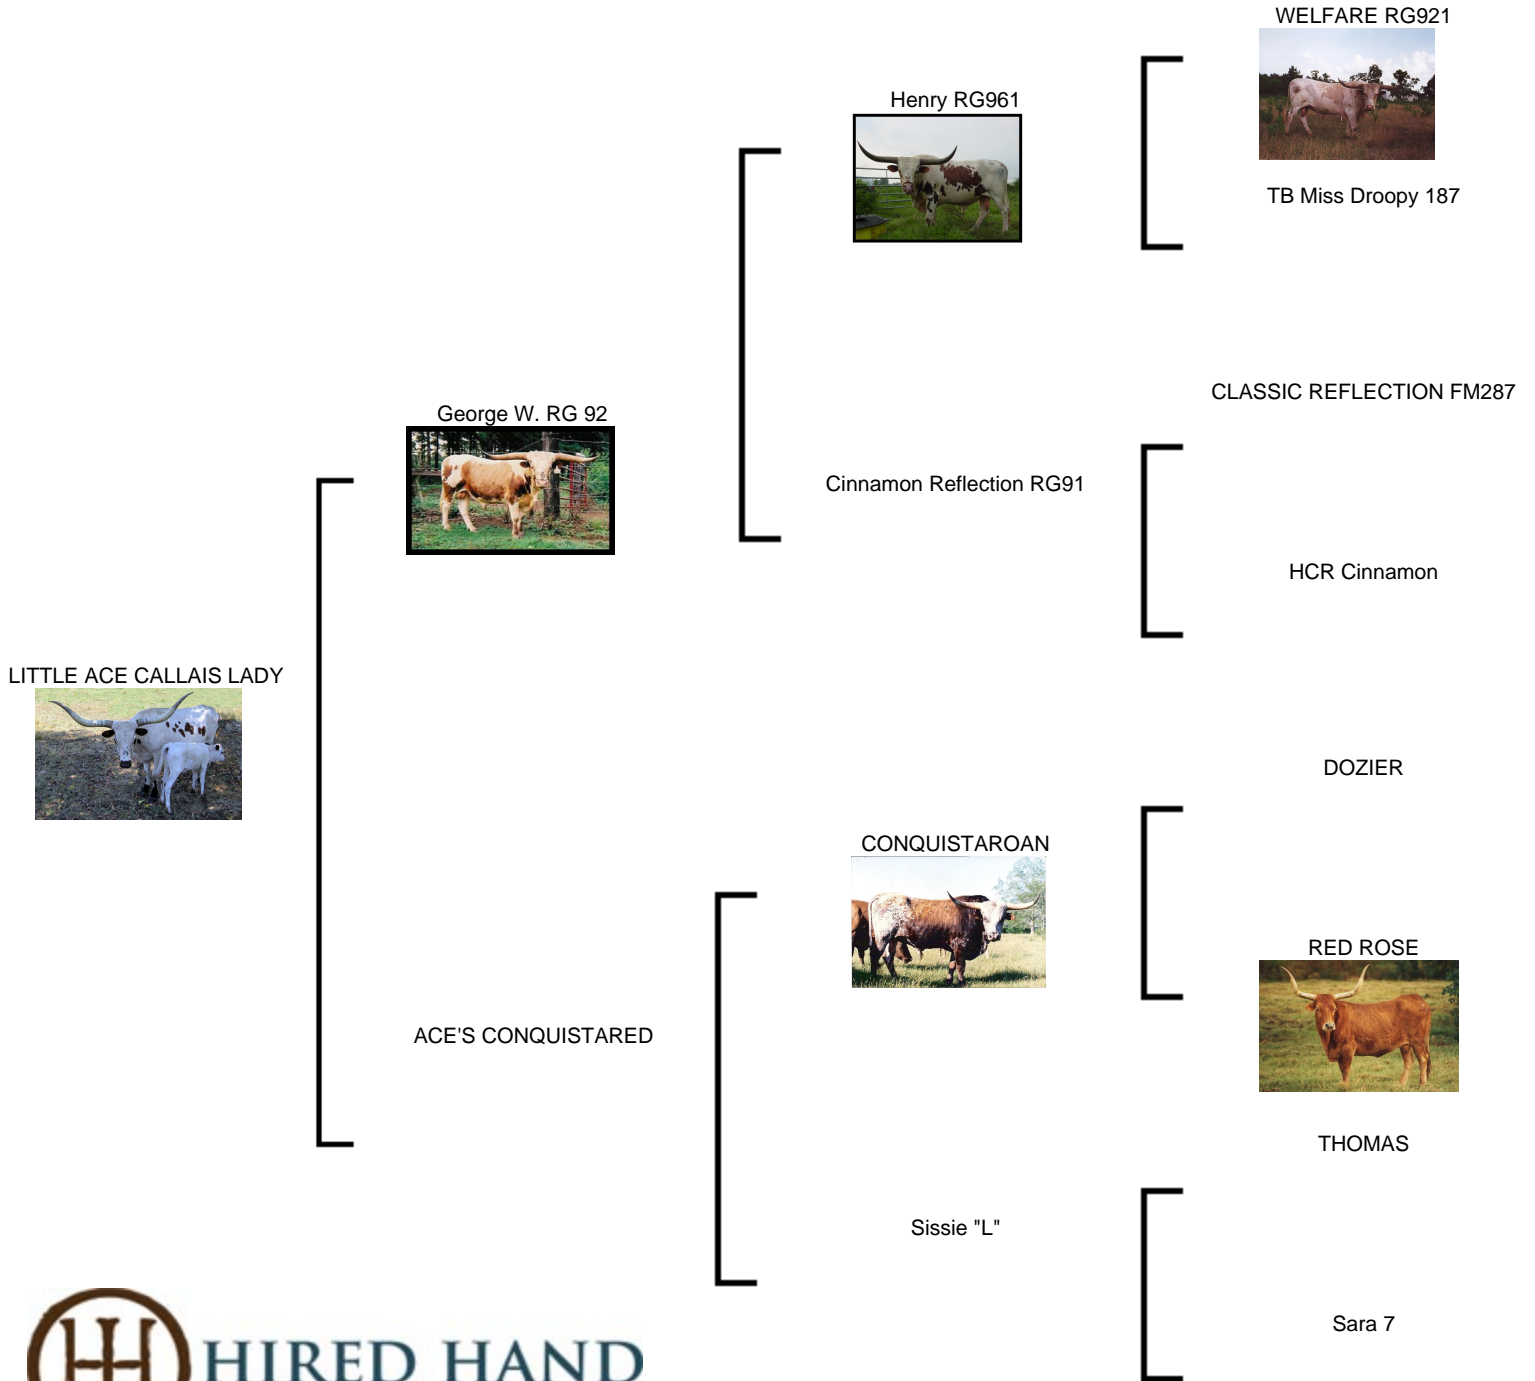 WELFARE RG921
Henry RG961
TB Miss Droopy 187
CLASSIC REFLECTION FM287
George W. RG 92
Cinnamon Reflection RG91
HCR Cinnamon
LITTLE ACE CALLAIS LADY
DOZIER
CONQUISTAROAN
RED ROSE
ACE'S CONQUISTARED
THOMAS
Sissie "L"
Sara 7
HIRED HAND